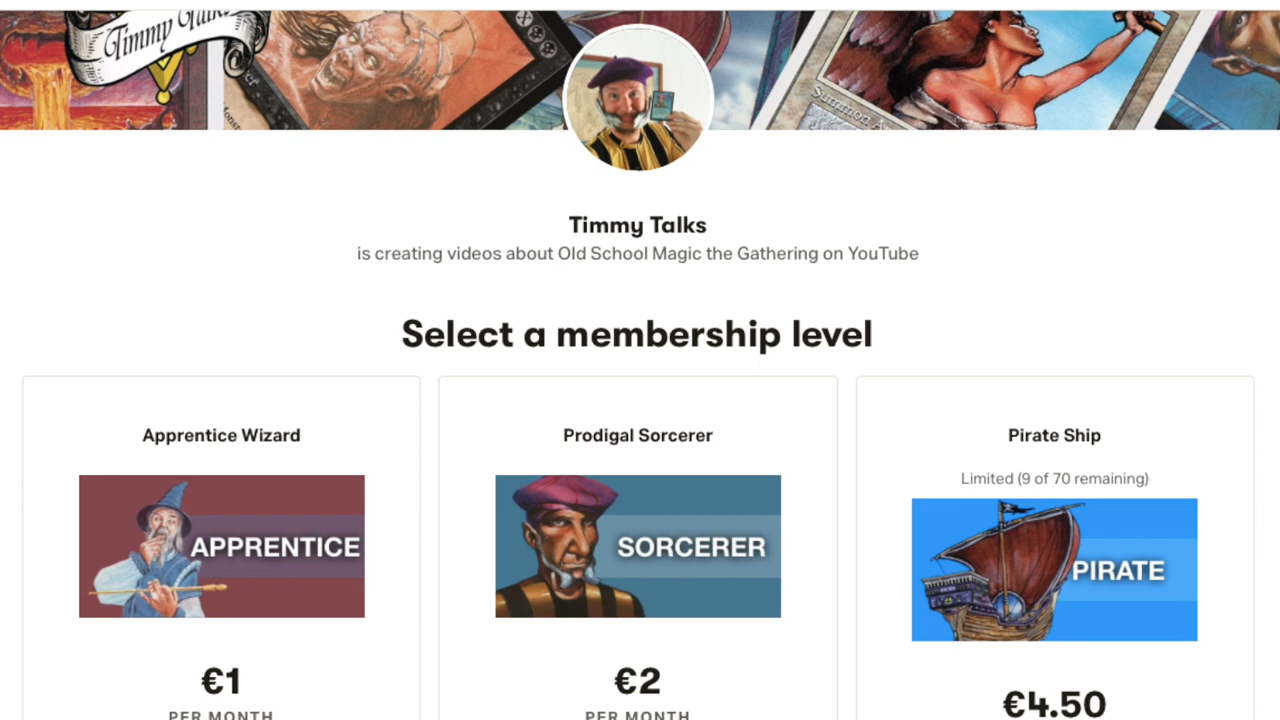 Timmy Talks
Summon A
Timmy Talks
is creating videos about Old School Magic the Gathering on YouTube
Select a membership level
Apprentice Wizard
Prodigal Sorcerer
Pirate Ship
Limited (9 of 70 remaining)
APPRENTICE
SORCERER
PIRATE
€1
€2
€4.50
PER MONTH
PER MONTH